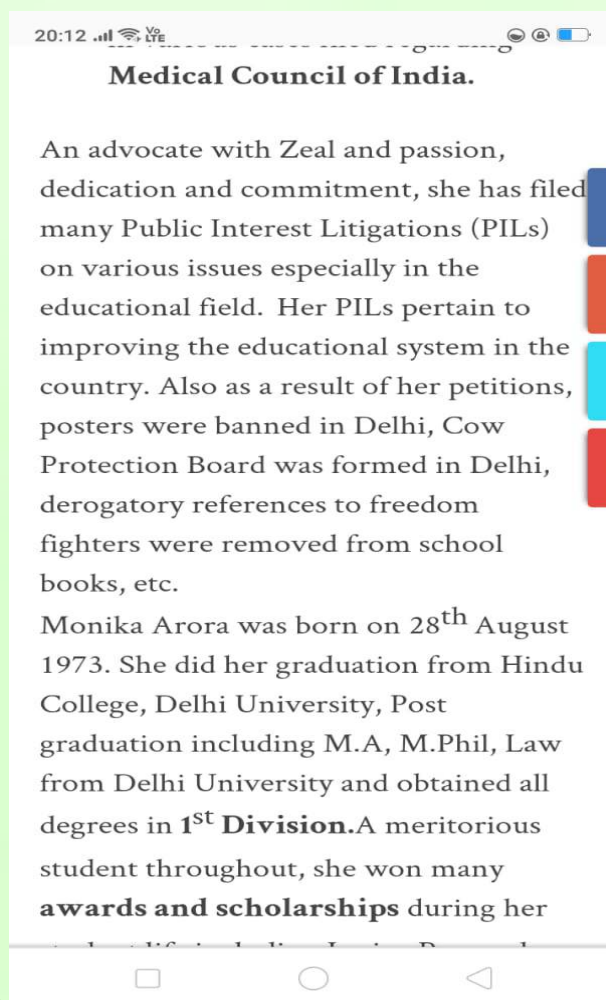 20:12
Vo
LTE
Medical Council of India.
An advocate with Zeal and passion,
dedication and commitment, she has filed
many Public Interest Litigations (PILs)
on various issues especially in the
educational field. Her PILs pertain to
improving the educational system in the
country. Also as a result of her petitions,
posters were banned in Delhi, Cow
Protection Board was formed in Delhi,
derogatory references to freedom
fighters were removed from school
books, etc.
Monika Arora was born on 28th August
1973. She did her graduation from Hindu
College, Delhi University, Post
graduation including M.A, M.Phil, Law
from Delhi University and obtained all
degrees in 1st Division.A meritorious
student throughout, she won many
awards and scholarships during her